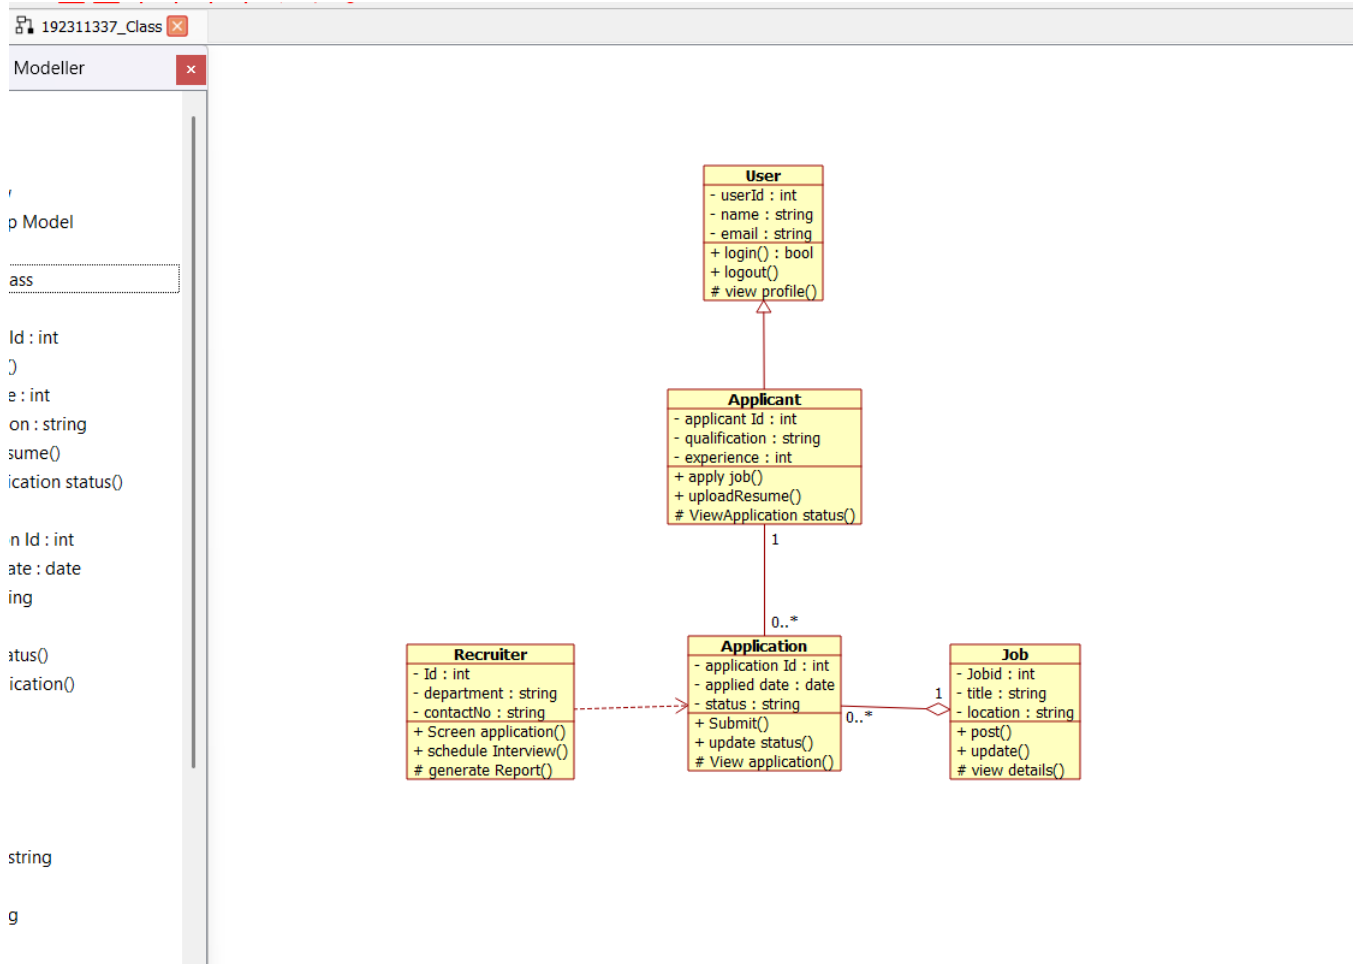 192311337_Class
Modeller
p Model
ass
Id : int
()
e : int
on : string
sume()
ication status()
n Id : int
ate : date
ing
atus()
ication()
string
g
User
- userId : int
- name : string
- email : string
+ login() : bool
+ logout()
# view profile()
Applicant
- applicant Id : int
- qualification : string
- experience : int
+ apply job()
+ uploadResume()
# ViewApplication status()
1
0..*
Recruiter
- Id : int
- department : string
- contactNo : string
+ Screen application()
+ schedule Interview()
# generate Report()
Application
- application Id : int
- applied date : date
- status : string
+ Submit()
+ update status()
# View application()
0..*
1
Job
- Jobid : int
- title : string
- location : string
+ post()
+ update()
# view details()